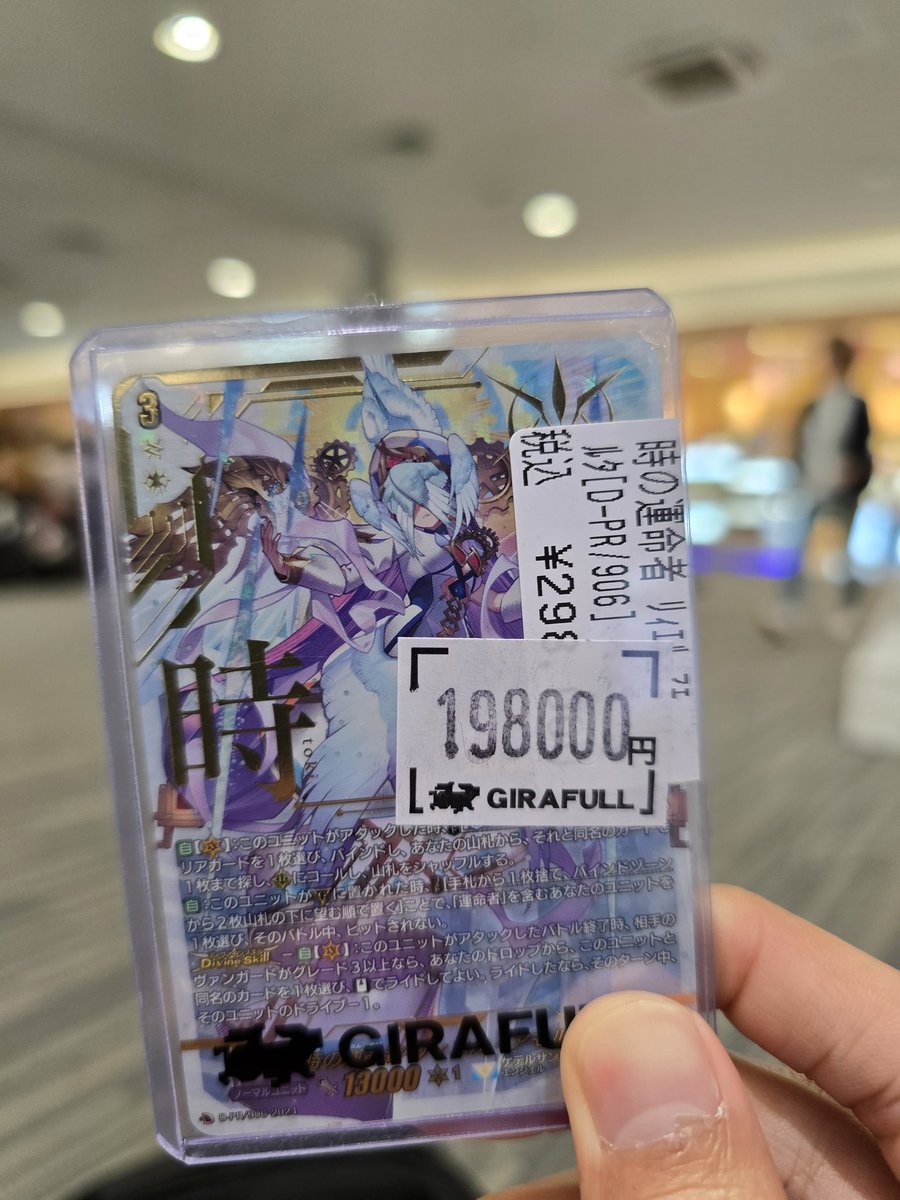 3
時の運命者 リィエル゠フェ
ルタ[D-PR/906]
税込 ¥298
198000円
GIRAFULL
時
toki
自【】:このユニットがアタックした時、
リアガードを1枚選び、バインドし、あなたの山札から、それと同名のカードを
1枚まで探し、にコールし、山札をシャッフルする。
自:このユニットがVに置かれた時、【手札から1枚捨て、バインドゾーン
から2枚山札の下に望む順で置く】ことで、「運命者」を含むあなたのユニットを
1枚選び、そのバトル中、ヒットされない。
Divine Skill - 自【】:このユニットがアタックしたバトル終了時、相手の
ヴァンガードがグレード3以上なら、あなたのドロップから、このユニットと
同名のカードを1枚選び、でライドしてよい。ライドしたなら、そのターン中、
そのユニットのドライブー1。
GIRAFULL
ノーマルユニット 13000 1 ケテルサン
エンジェル
D-PR/906 2024